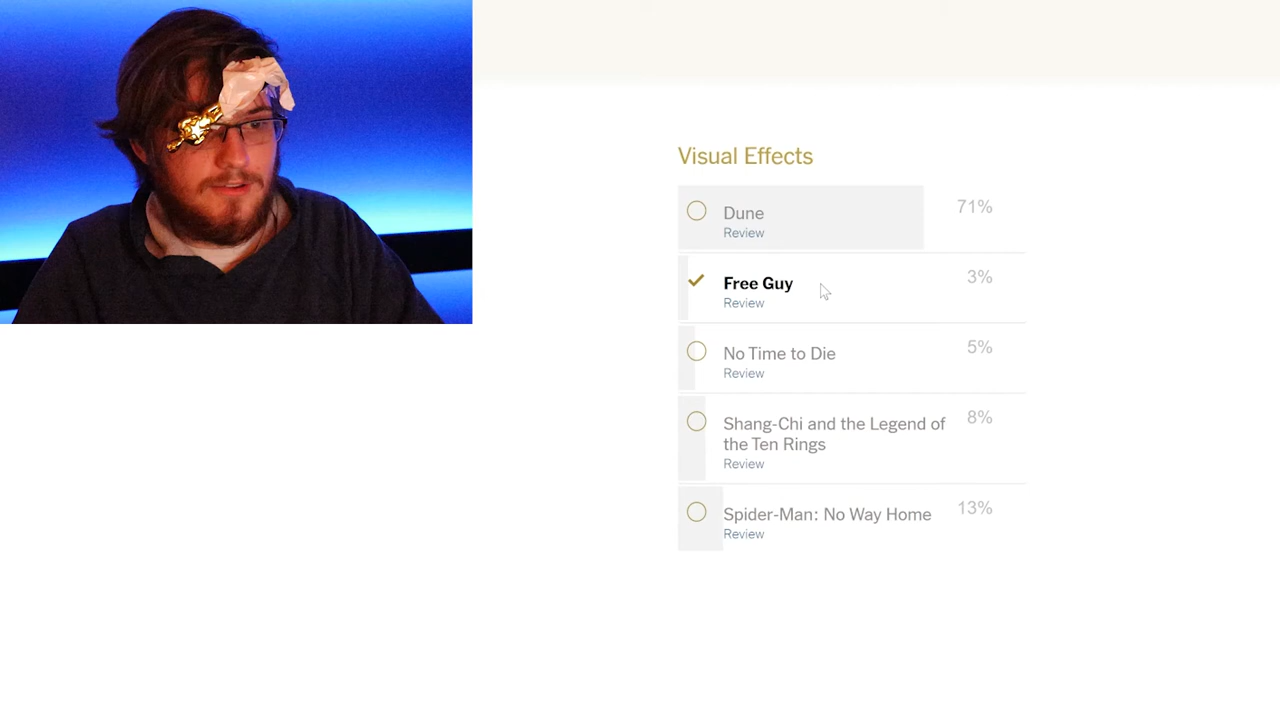 Visual Effects
Dune
71%
Review
Free Guy
3%
Review
No Time to Die
5%
Review
Shang-Chi and the Legend of
8%
the Ten Rings
Review
Spider-Man: No Way Home
13%
Review